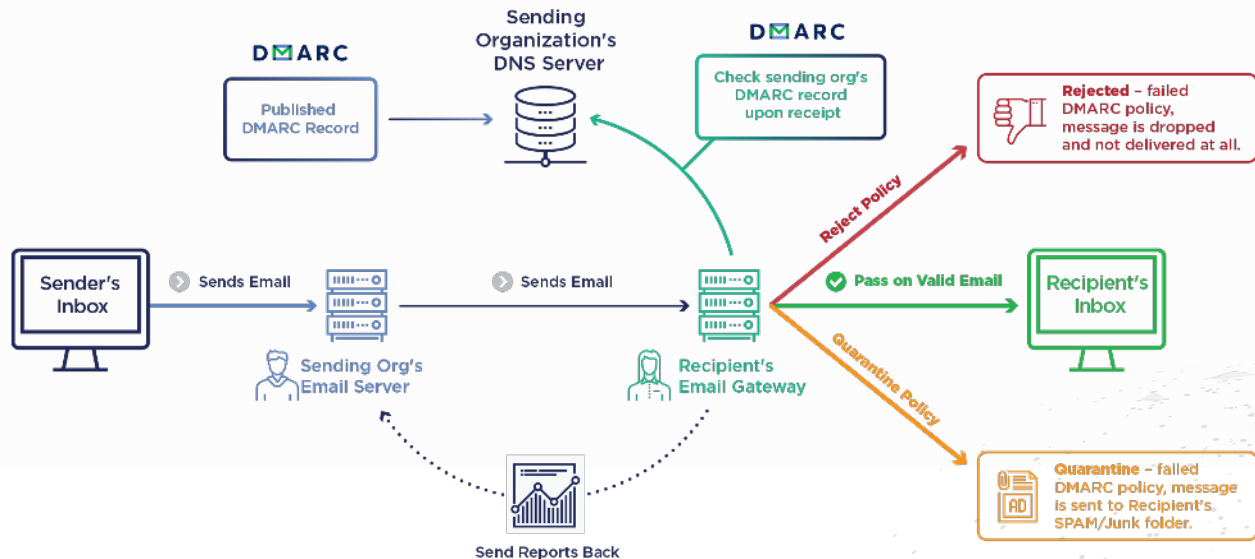 DMARC
Published
DMARC Record
Sending
Organization's
DNS Server
DMARC
Check sending org's
DMARC record
upon receipt
Rejected – failed
DMARC policy,
message is dropped
and not delivered at all.
Reject Policy
Sender's
Inbox
Sends Email
Sending Org's
Email Server
Sends Email
Recipient's
Email Gateway
Pass on Valid Email
Recipient's
Inbox
Quarantine Policy
Quarantine – failed
DMARC policy, message
is sent to Recipient's
SPAM/Junk folder.
AD
Send Reports Back